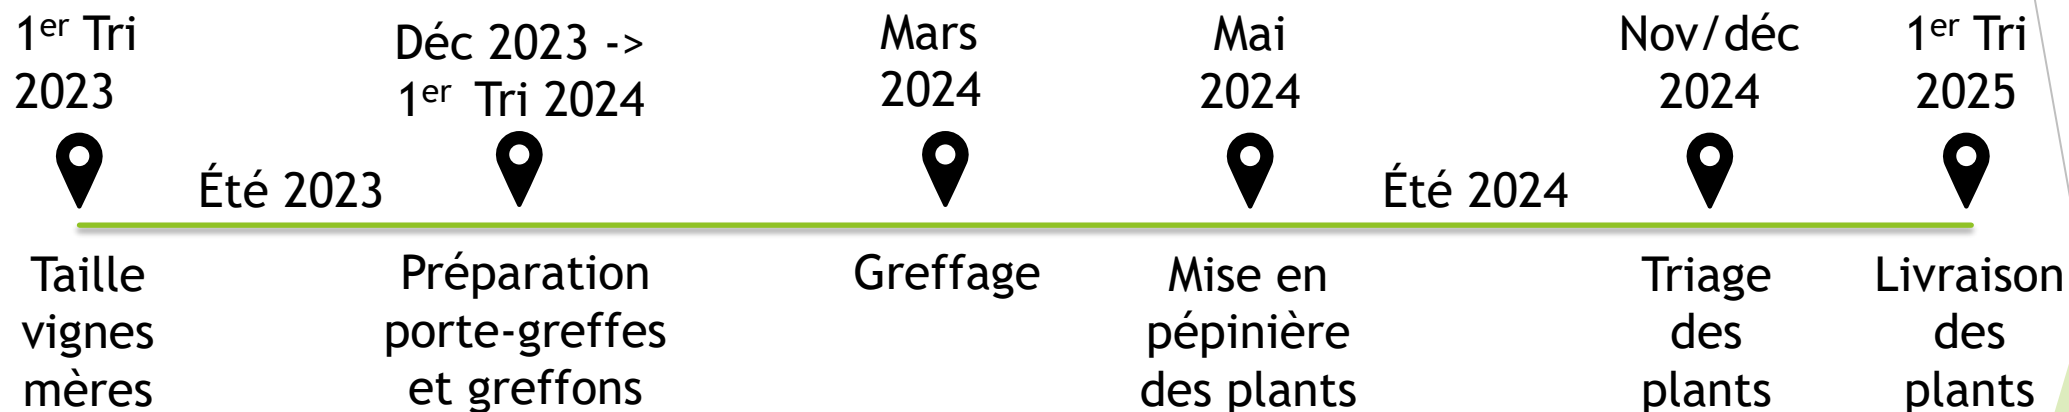 1er Tri
2023
Déc 2023 ->
1er Tri 2024
Mars
2024
Mai
2024
Nov/déc
2024
1er Tri
2025
Été 2023
Été 2024
Taille
vignes
mères
Préparation
porte-greffes
et greffons
Greffage
Mise en
pépinière
des plants
Triage
des
plants
Livraison
des
plants